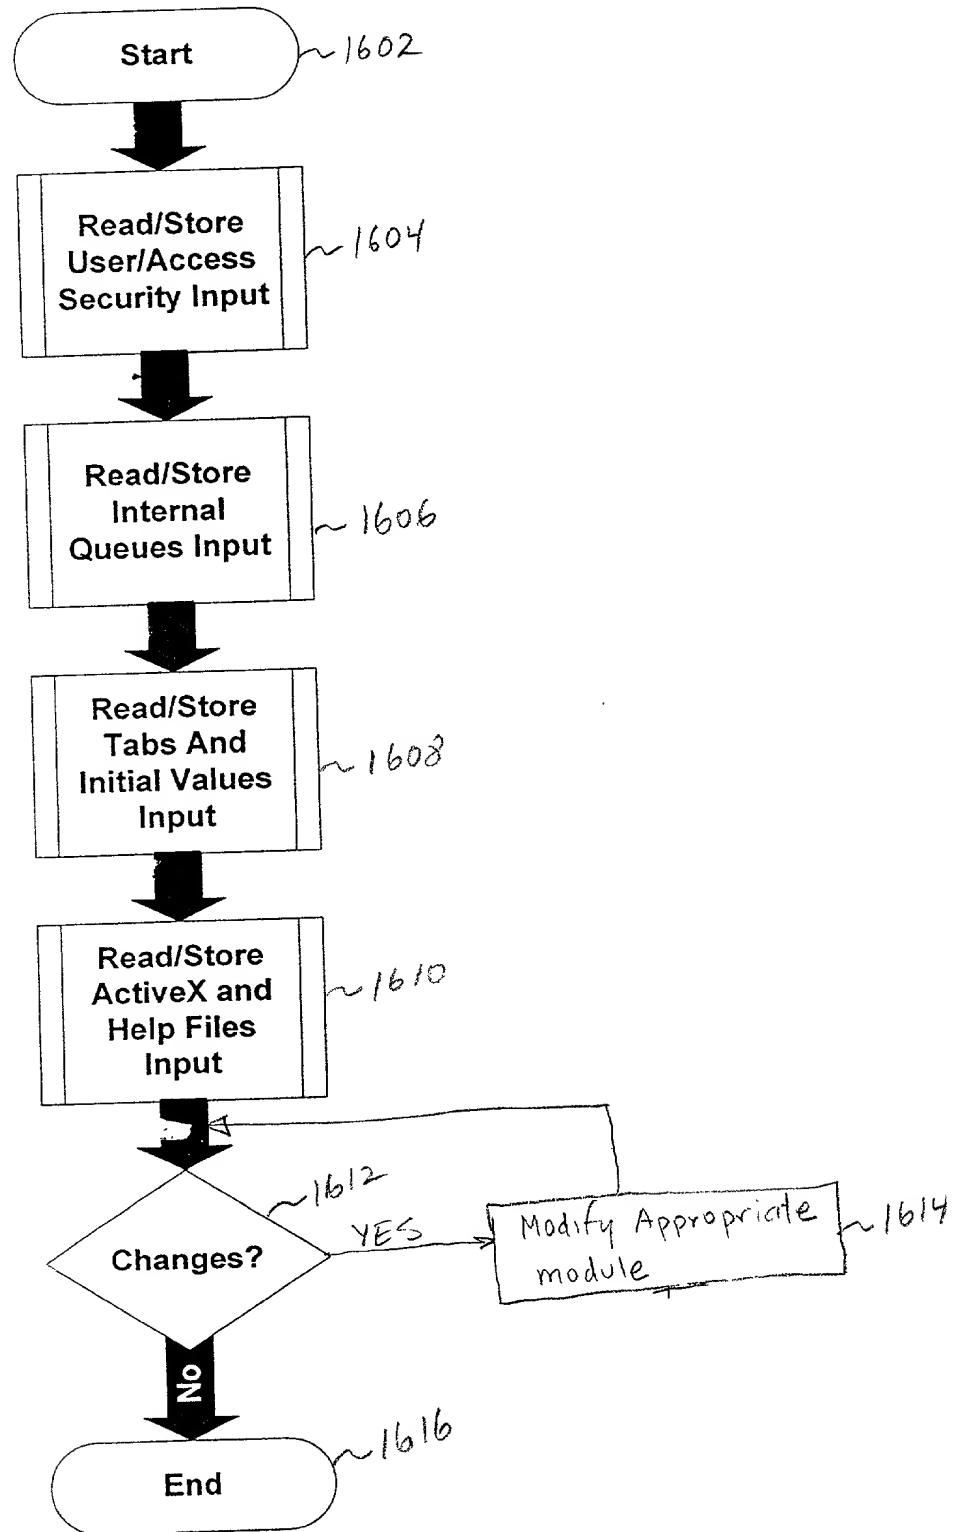 Start
1602
Read/Store
User/Access
Security Input
1604
Read/Store
Internal
Queues Input
1606
Read/Store
Tabs And
Initial Values
Input
1608
Read/Store
ActiveX and
Help Files
Input
1610
1612
Changes?
YES
Modify Appropriate
module
1614
No
End
1616